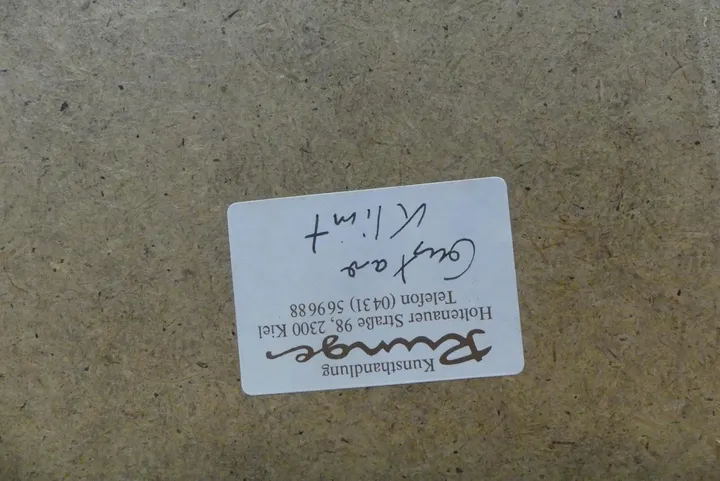 Kunsthandlung
Runge
Holtenauer Straße 98, 2300 Kiel
Telefon (0431) 569688
Gustav
Klimt